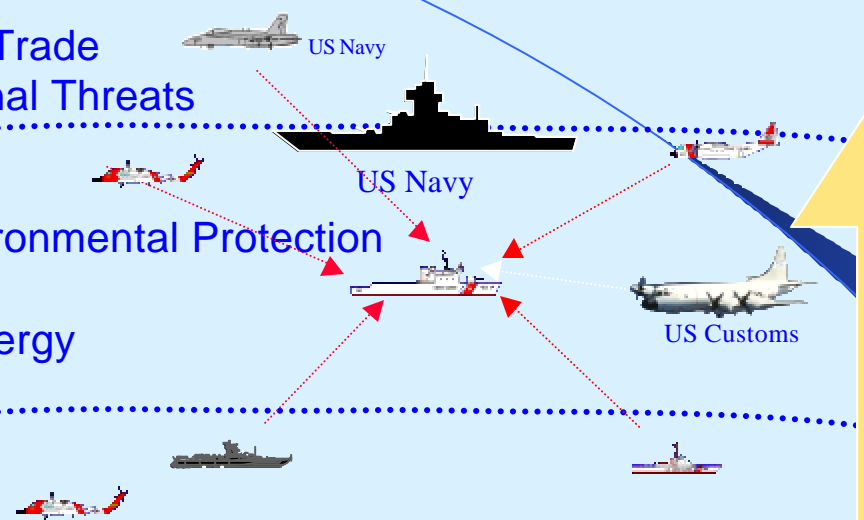 Trade
US Navy
nal Threats
US Navy
ronmental Protection
US Customs
ergy